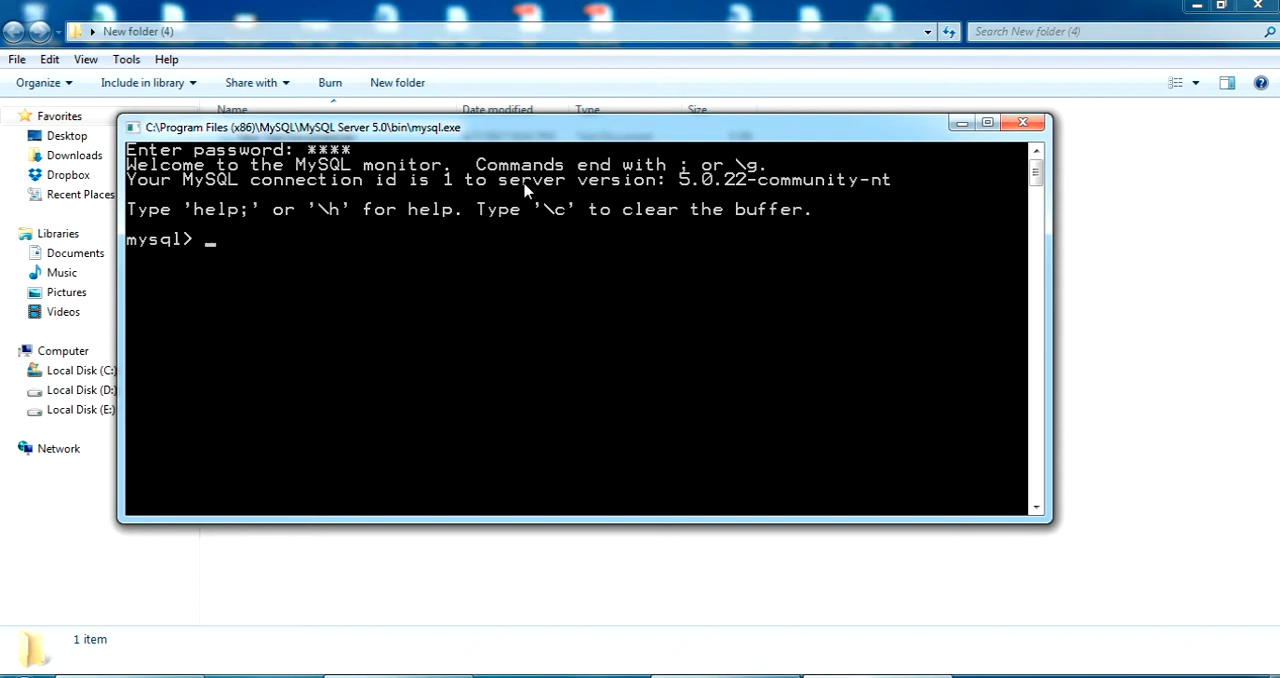 New folder (4)
Search New folder (4)
File Edit View Tools Help
Organize Include in library Share with Burn New folder
Name Date modified Type Size
Favorites
Desktop
Downloads
Dropbox
Recent Places
Libraries
Documents
Music
Pictures
Videos
Computer
Local Disk (C:)
Local Disk (D:)
Local Disk (E:)
Network
C:\Program Files (x86)\MySQL\MySQL Server 5.0\bin\mysql.exe
Enter password: ****
Welcome to the MySQL monitor.  Commands end with ; or \g.
Your MySQL connection id is 1 to server version: 5.0.22-community-nt
Type 'help;' or '\h' for help. Type '\c' to clear the buffer.
mysql> _
1 item